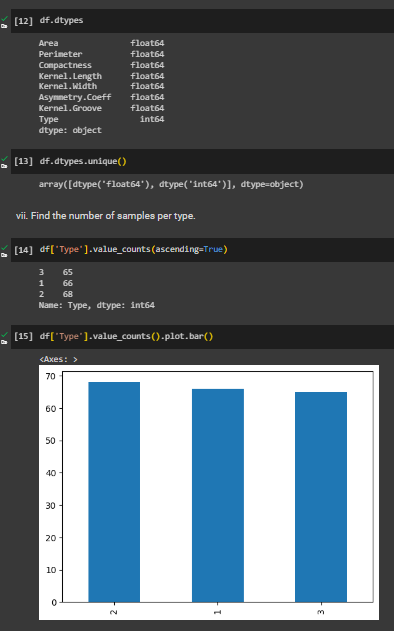 [12] df.dtypes
Area float64
Perimeter float64
Compactness float64
Kernel.Length float64
Kernel.Width float64
Asymmetry.Coeff float64
Kernel.Groove float64
Type int64
dtype: object
[13] df.dtypes.unique()
array([dtype('float64'), dtype('int64')], dtype=object)
vii. Find the number of samples per type.
[14] df['Type'].value_counts(ascending=True)
3 65
1 66
2 68
Name: Type, dtype: int64
[15] df['Type'].value_counts().plot.bar()
<Axes: >
70
60
50
40
30
20
10
0
2 1 3